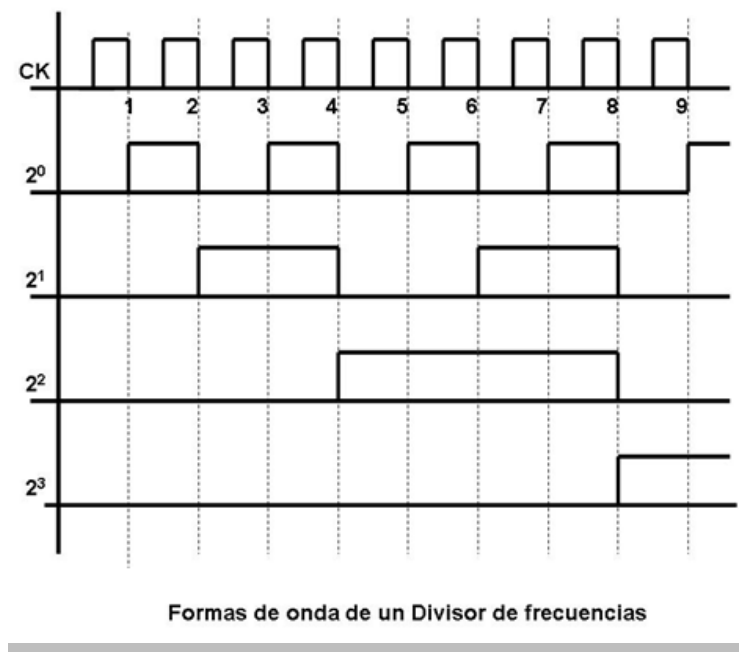 CK
1 2 3 4 5 6 7 8 9
2⁰
2¹
2²
2³
Formas de onda de un Divisor de frecuencias